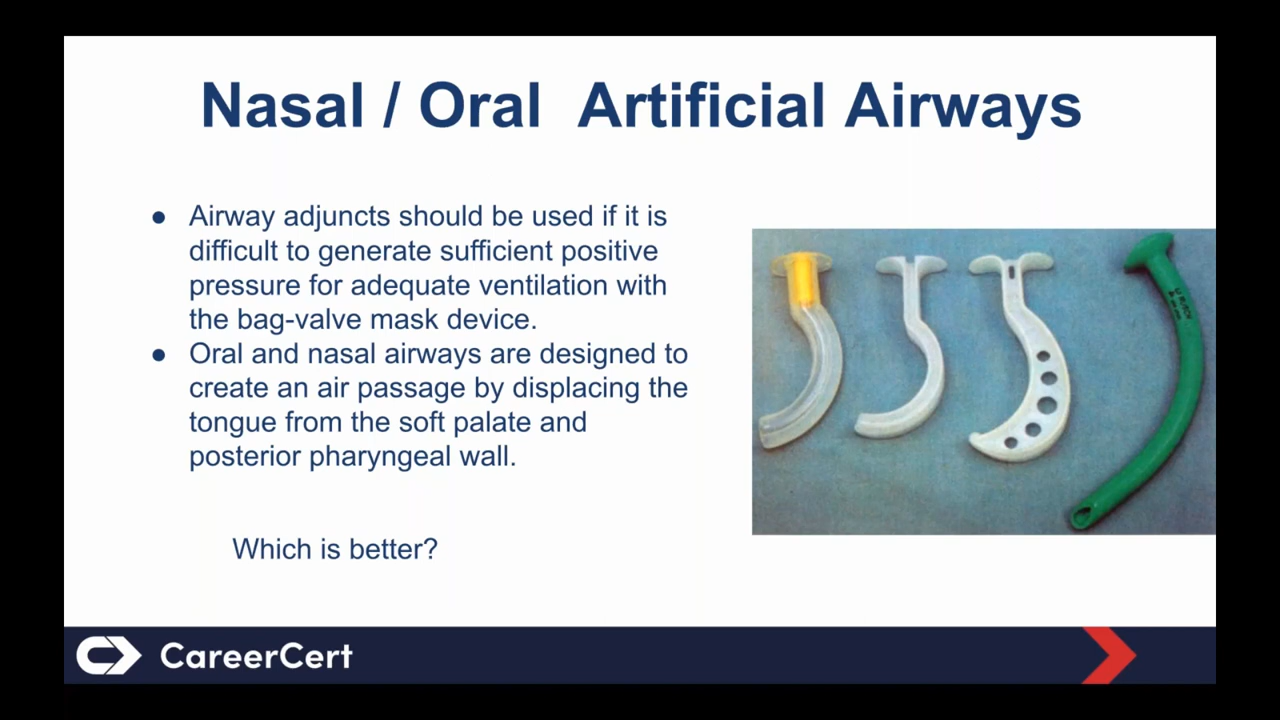 Nasal / Oral  Artificial Airways
● Airway adjuncts should be used if it is
difficult to generate sufficient positive
pressure for adequate ventilation with
the bag-valve mask device.
● Oral and nasal airways are designed to
create an air passage by displacing the
tongue from the soft palate and
posterior pharyngeal wall.
Which is better?
CareerCert